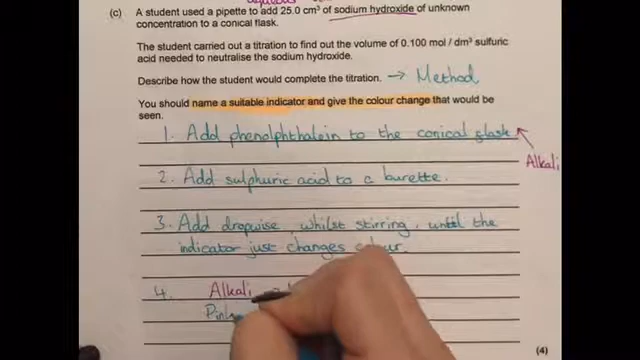 (c) A student used a pipette to add 25.0 cm³ of sodium hydroxide of unknown
concentration to a conical flask.
The student carried out a titration to find out the volume of 0.100 mol / dm³ sulfuric
acid needed to neutralise the sodium hydroxide.
Describe how the student would complete the titration. → Method
You should name a suitable indicator and give the colour change that would be
seen.
1. Add phenolphthalein to the conical flask
Alkali
2. Add sulphuric acid to a burette.
3. Add dropwise, whilst stirring, until the
indicator just changes colour.
4. Alkali
Pink
(4)